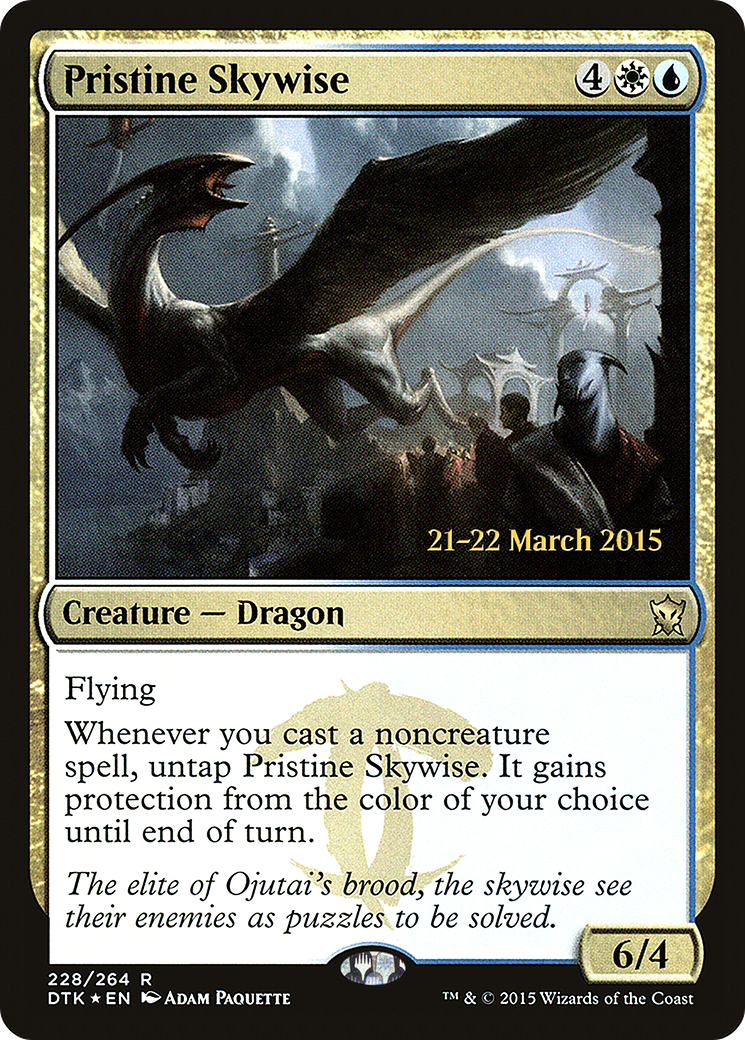 Pristine Skywise 4
21–22 March 2015
Creature — Dragon
Flying
Whenever you cast a noncreature
spell, untap Pristine Skywise. It gains
protection from the color of your choice
until end of turn.
The elite of Ojutai's brood, the skywise see
their enemies as puzzles to be solved.
6/4
228/264 R
DTK ★ EN Adam Paquette
™ & © 2015 Wizards of the Coast